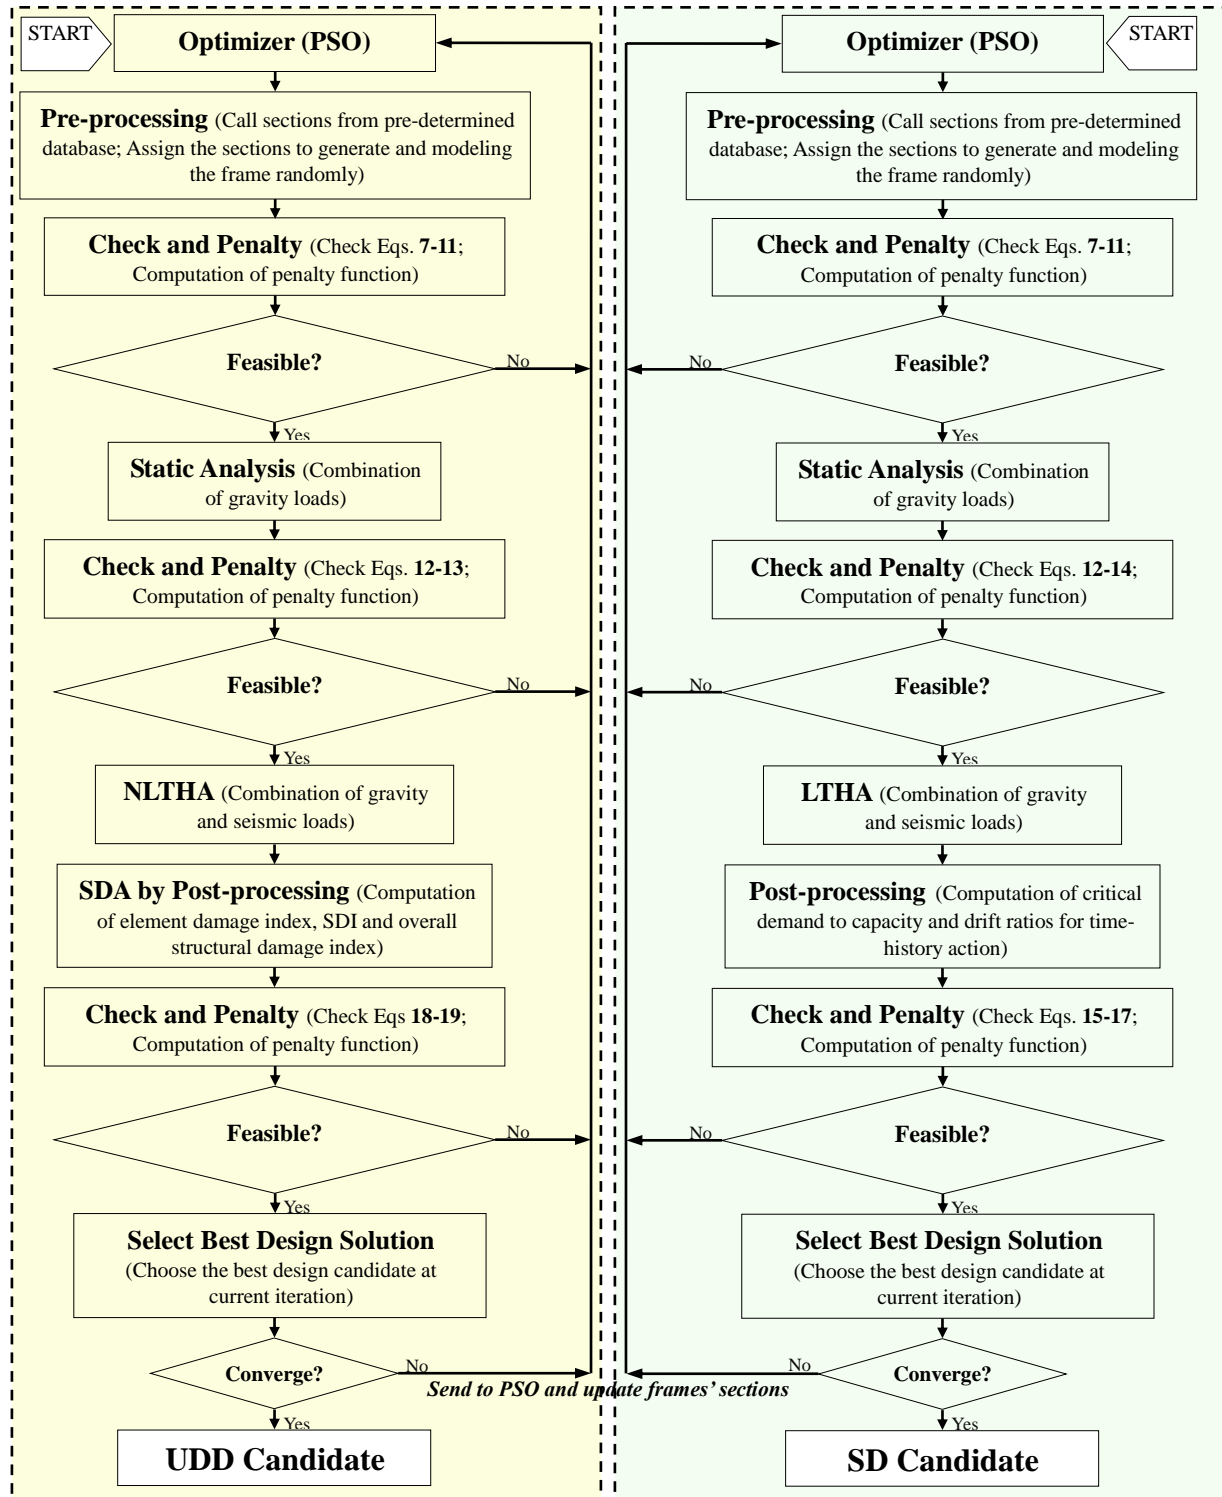 START
Optimizer (PSO)
Pre-processing (Call sections from pre-determined
database; Assign the sections to generate and modeling
the frame randomly)
Check and Penalty (Check Eqs. 7-11;
Computation of penalty function)
Feasible?
No
Yes
Static Analysis (Combination
of gravity loads)
Check and Penalty (Check Eqs. 12-13;
Computation of penalty function)
Feasible?
No
Yes
NLTHA (Combination of gravity
and seismic loads)
SDA by Post-processing (Computation
of element damage index, SDI and overall
structural damage index)
Check and Penalty (Check Eqs 18-19;
Computation of penalty function)
Feasible?
No
Yes
Select Best Design Solution
(Choose the best design candidate at
current iteration)
Converge?
No
Yes
UDD Candidate
Send to PSO and update frames' sections
Optimizer (PSO)
START
Pre-processing (Call sections from pre-determined
database; Assign the sections to generate and modeling
the frame randomly)
Check and Penalty (Check Eqs. 7-11;
Computation of penalty function)
Feasible?
No
Yes
Static Analysis (Combination
of gravity loads)
Check and Penalty (Check Eqs. 12-14;
Computation of penalty function)
Feasible?
No
Yes
LTHA (Combination of gravity
and seismic loads)
Post-processing (Computation of critical
demand to capacity and drift ratios for time-
history action)
Check and Penalty (Check Eqs. 15-17;
Computation of penalty function)
Feasible?
No
Yes
Select Best Design Solution
(Choose the best design candidate at
current iteration)
Converge?
No
Yes
SD Candidate